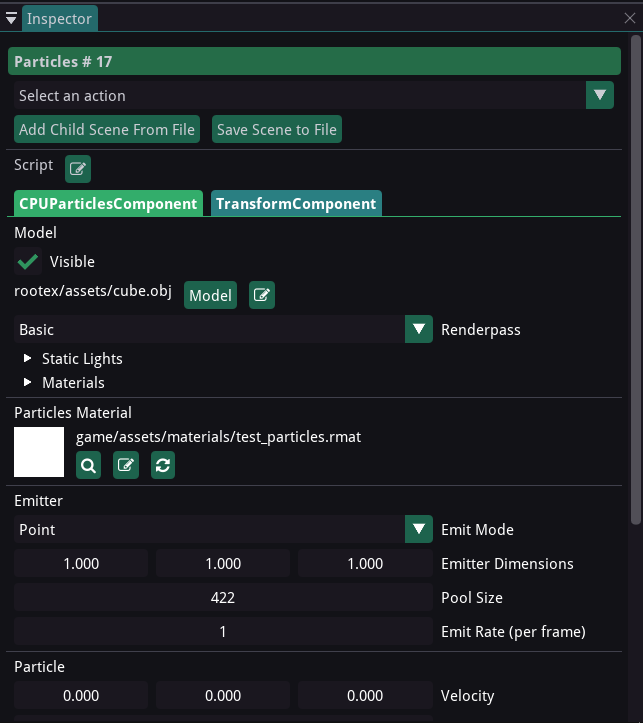 Inspector
Particles # 17
Select an action
Add Child Scene From File Save Scene to File
Script
CPUParticlesComponent TransformComponent
Model
Visible
rootex/assets/cube.obj Model
Basic Renderpass
Static Lights
Materials
Particles Material
game/assets/materials/test_particles.rmat
Emitter
Point Emit Mode
1.000 1.000 1.000 Emitter Dimensions
422 Pool Size
1 Emit Rate (per frame)
Particle
0.000 0.000 0.000 Velocity